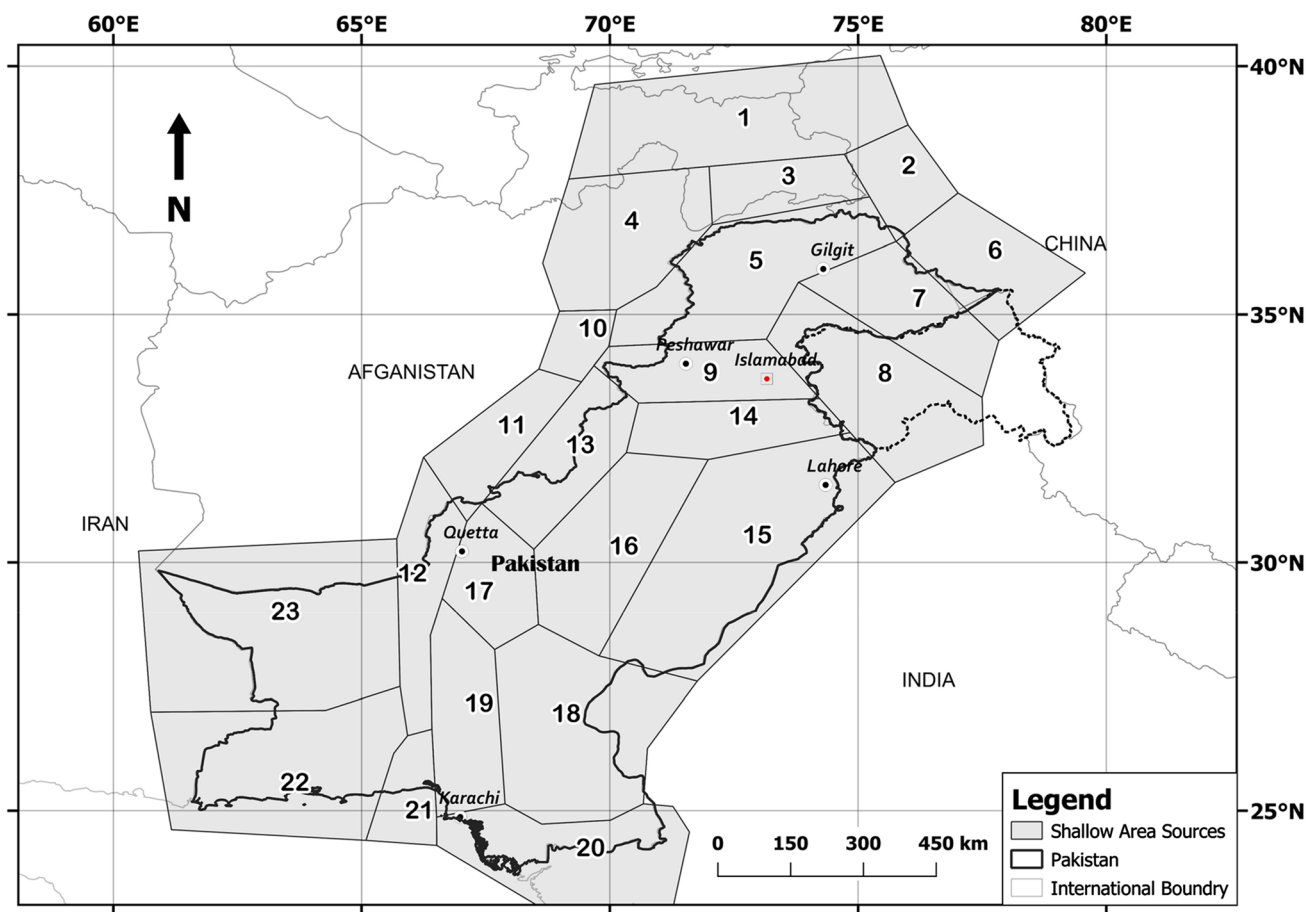 60°E 65°E 70°E 75°E 80°E
40°N
1
2
3
N
4
CHINA
6
Gilgit
5
7
35°N
10
Peshawar
Islamabad
AFGANISTAN
9
8
14
11
13
Lahore
IRAN
Quetta
15
16
Pakistan
30°N
12
17
23
INDIA
19
18
22
Legend
Karachi
21
25°N
Shallow Area Sources
0 150 300 450 km
20
Pakistan
International Boundry